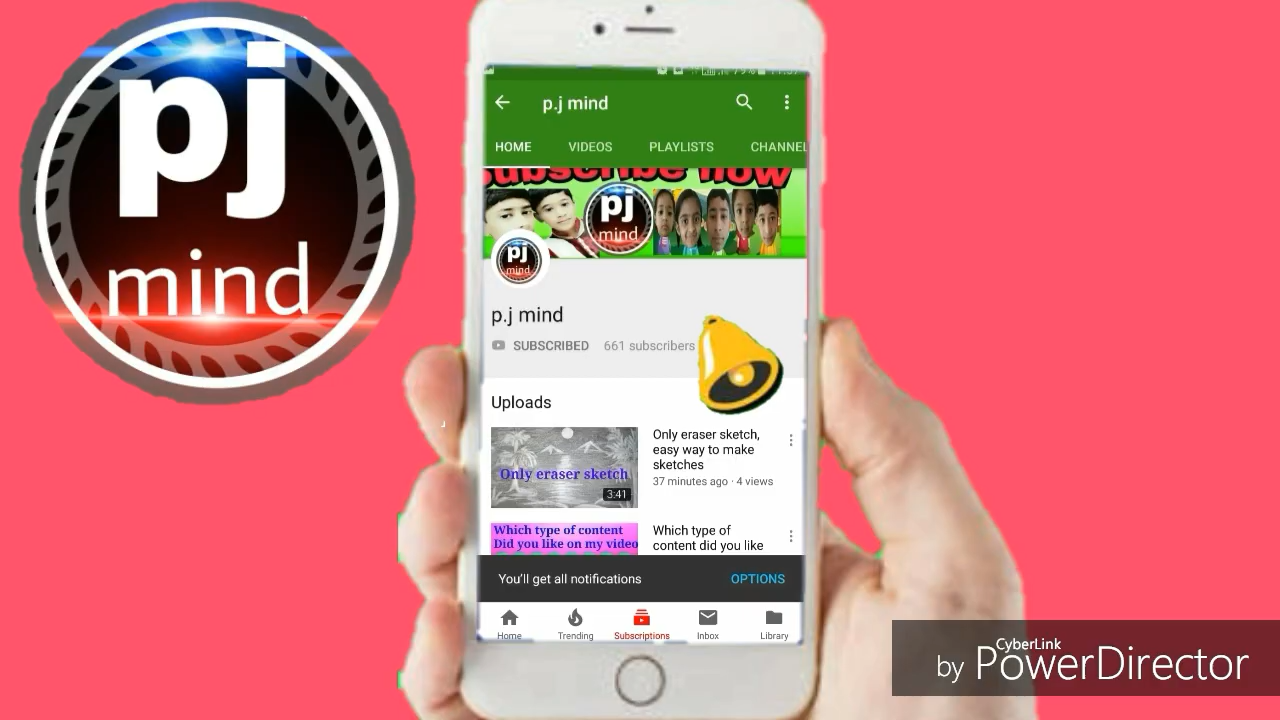 pj
mind
p.j mind
HOME VIDEOS PLAYLISTS CHANNEL
subscribe now
pj
mind
pj
mind
p.j mind
SUBSCRIBED 661 subscribers
Uploads
Only eraser sketch
3:41
Only eraser sketch,
easy way to make
sketches
37 minutes ago · 4 views
Which type of content
Did you like on my video
Which type of
content did you like
You'll get all notifications OPTIONS
Home Trending Subscriptions Inbox Library
CyberLink
by PowerDirector